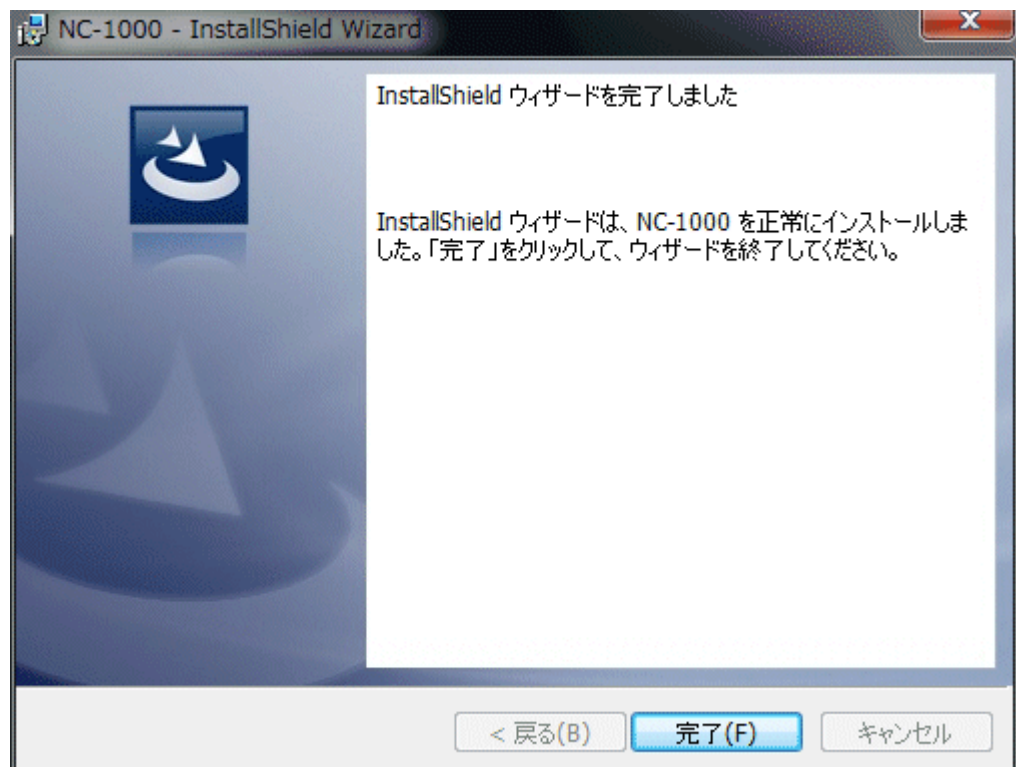 NC-1000 - InstallShield Wizard
InstallShield ウィザードを完了しました
InstallShield ウィザードは、NC-1000 を正常にインストールしま
した。「完了」をクリックして、ウィザードを終了してください。
< 戻る(B)
完了(F)
キャンセル